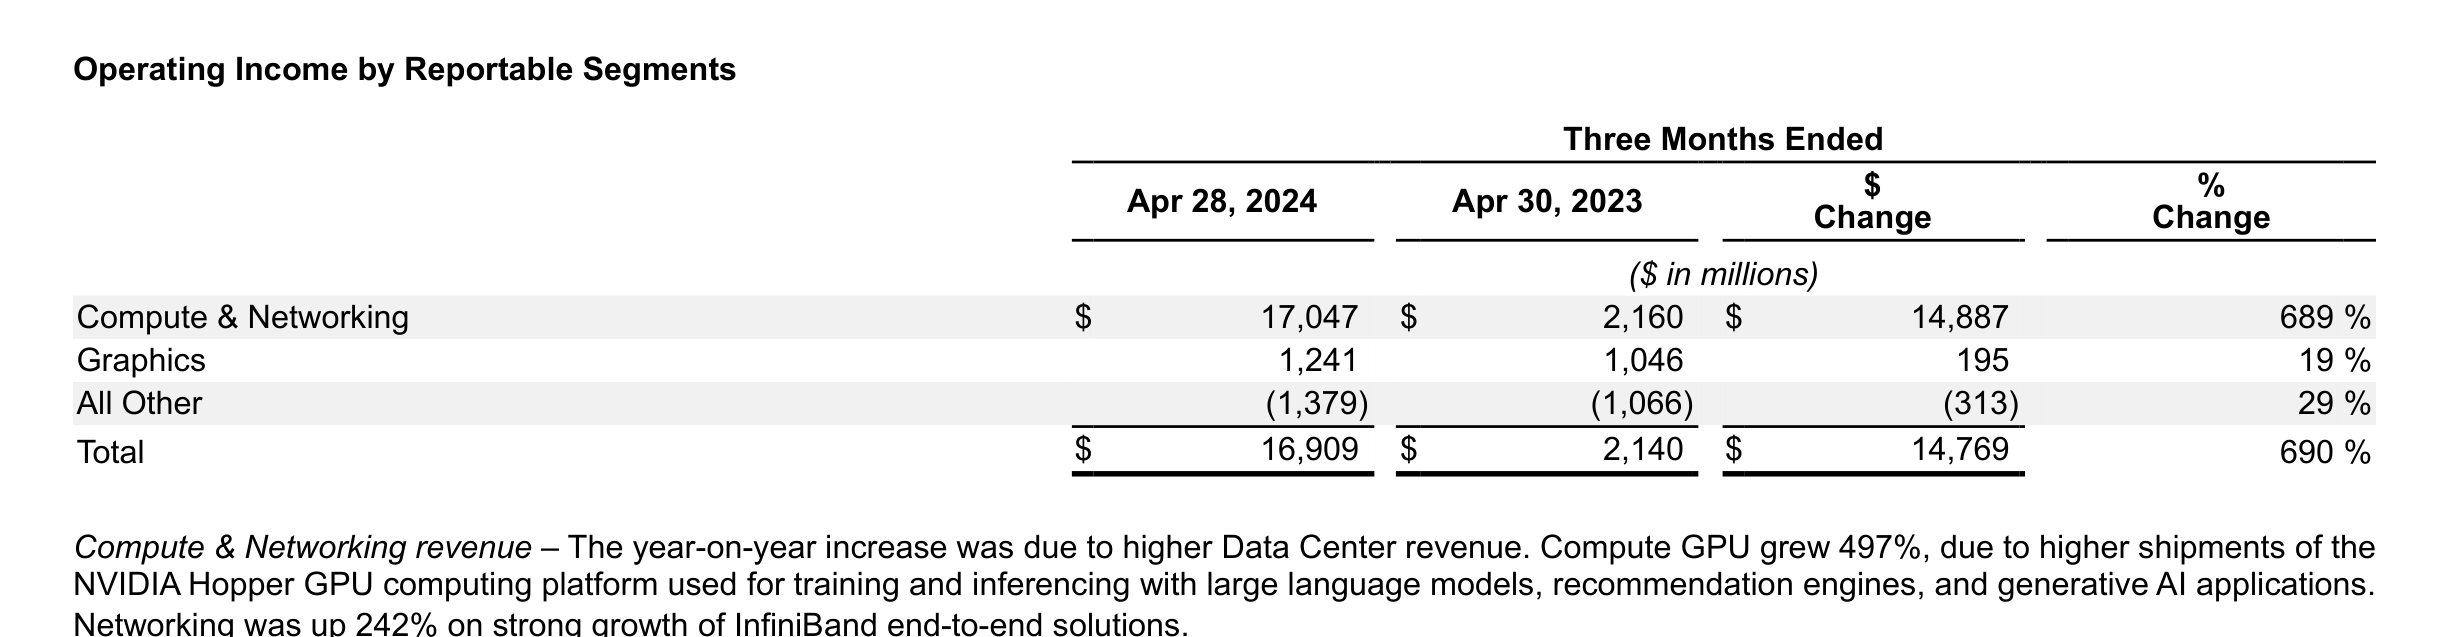 Operating Income by Reportable Segments
Three Months Ended
Apr 28, 2024 Apr 30, 2023 $ Change % Change
($ in millions)
Compute & Networking $ 17,047 $ 2,160 $ 14,887 689 %
Graphics 1,241 1,046 195 19 %
All Other (1,379) (1,066) (313) 29 %
Total $ 16,909 $ 2,140 $ 14,769 690 %
Compute & Networking revenue – The year-on-year increase was due to higher Data Center revenue. Compute GPU grew 497%, due to higher shipments of the
NVIDIA Hopper GPU computing platform used for training and inferencing with large language models, recommendation engines, and generative AI applications.
Networking was up 242% on strong growth of InfiniBand end-to-end solutions.